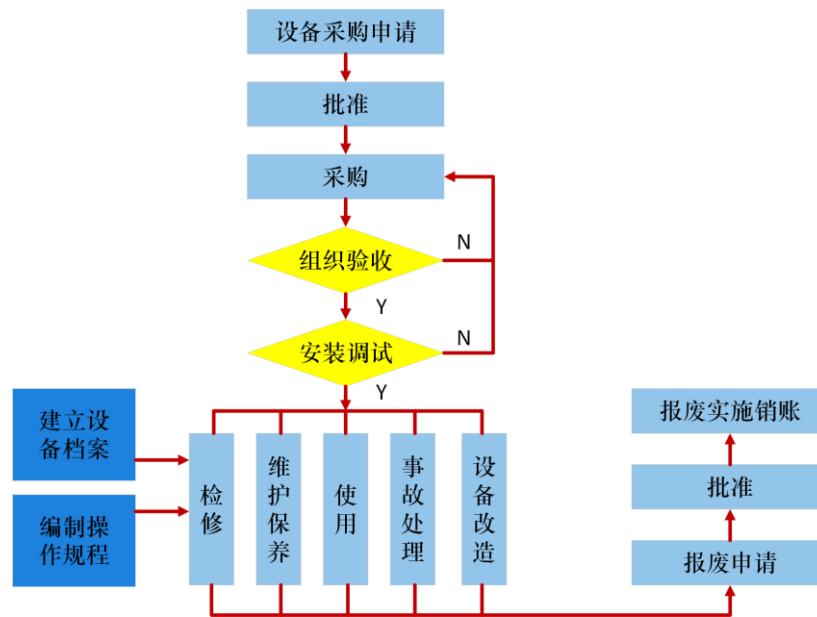 设备采购申请
批准
采购
组织验收
N
Y
安装调试
N
Y
建立设
备档案
编制操
作规程
检修
维护保养
使用
事故处理
设备改造
报废实施销账
批准
报废申请